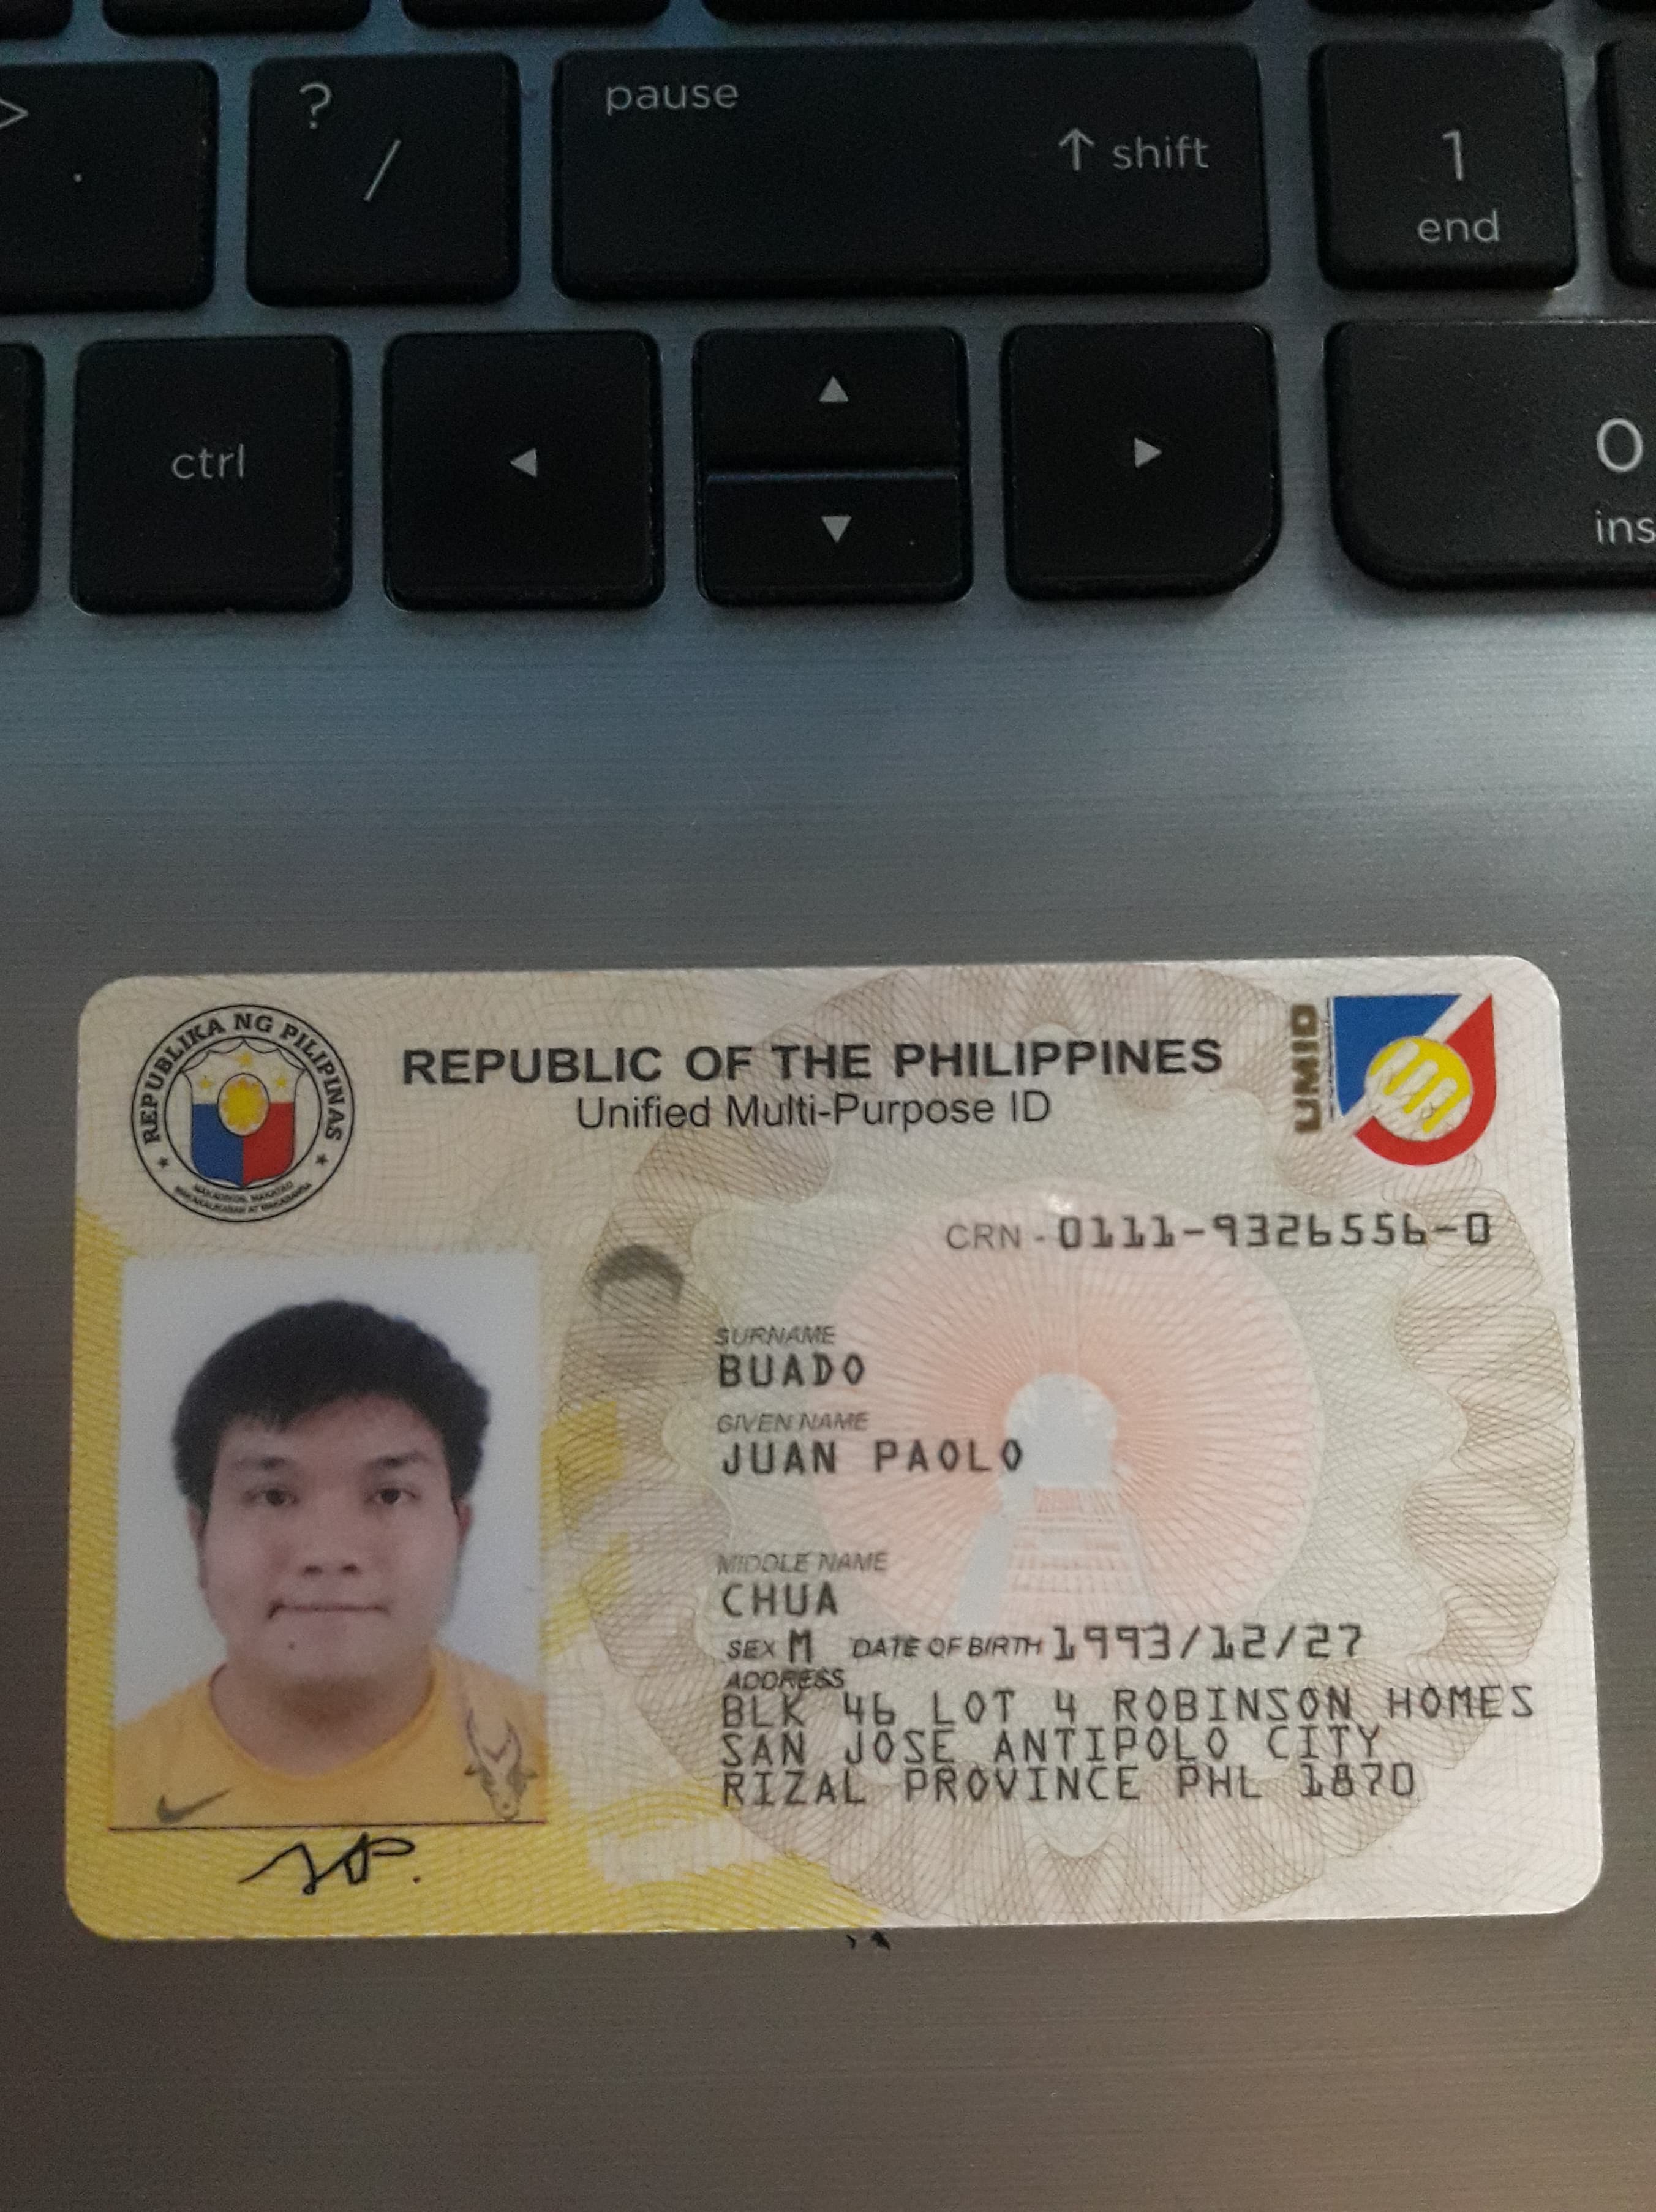 >
.
?
/
pause
↑ shift
1
end
ctrl
◄
▲
▼
►
0
ins
REPUBLIKA NG PILIPINAS
REPUBLIC OF THE PHILIPPINES
Unified Multi-Purpose ID
UMID
CRN - 0111-9326556-0
SURNAME
BUADO
GIVEN NAME
JUAN PAOLO
MIDDLE NAME
CHUA
SEX M DATE OF BIRTH 1993/12/27
ADDRESS
BLK 46 LOT 4 ROBINSON HOMES
SAN JOSE ANTIPOLO CITY
RIZAL PROVINCE PHL 1870